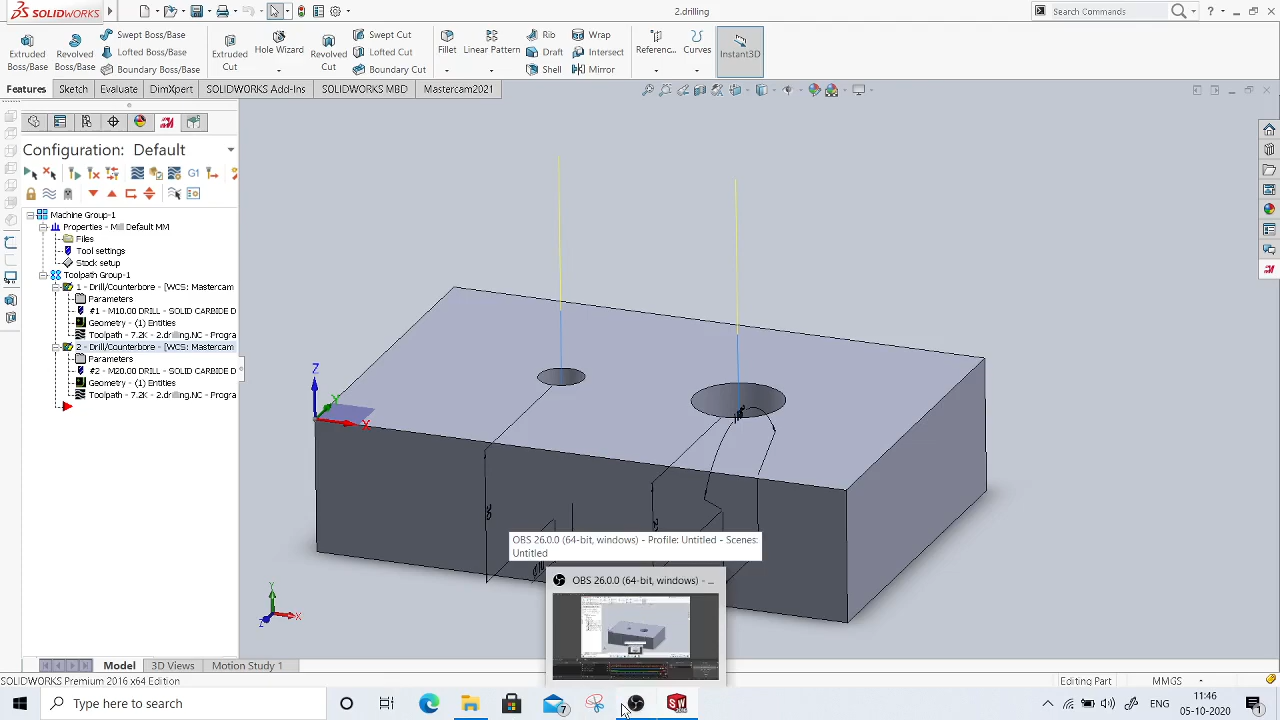 SOLIDWORKS
2.drilling
Search Commands
Extruded Boss/Base
Revolved Boss/Base
Swept Boss/Base
Lofted Boss/Base
Boundary Boss/Base
Extruded Cut
Hole Wizard
Revolved Cut
Swept Cut
Lofted Cut
Boundary Cut
Fillet
Linear Pattern
Rib
Draft
Shell
Wrap
Intersect
Mirror
Referenc...
Curves
Instant3D
Features Sketch Evaluate DimXpert SOLIDWORKS Add-Ins SOLIDWORKS MBD Mastercam2021
Configuration: Default
G1
Machine Group-1
Properties - Mill Default MM
Files
Tool settings
Stock setup
Toolpath Group-1
1 - Drill/Counterbore - [WCS: Mastercam
Parameters
#1 - M10.00 DRILL - SOLID CARBIDE D
Geometry - (1) Entities
Toolpath - 7.2K - 2.drilling.NC - Progra
2 - Drill/Counterbore - [WCS: Mastercam
Parameters
#2 - M20.00 DRILL - SOLID CARBIDE D
Geometry - (1) Entities
Toolpath - 7.2K - 2.drilling.NC - Progra
Z
Y
X
OBS 26.0.0 (64-bit, windows) - Profile: Untitled - Scenes:
Untitled
OBS 26.0.0 (64-bit, windows) - ...
Y
X
Z
Model 3D Views Motion Study 1
MMGS
Type here to search
7
ENG
11:46
05-10-2020
1